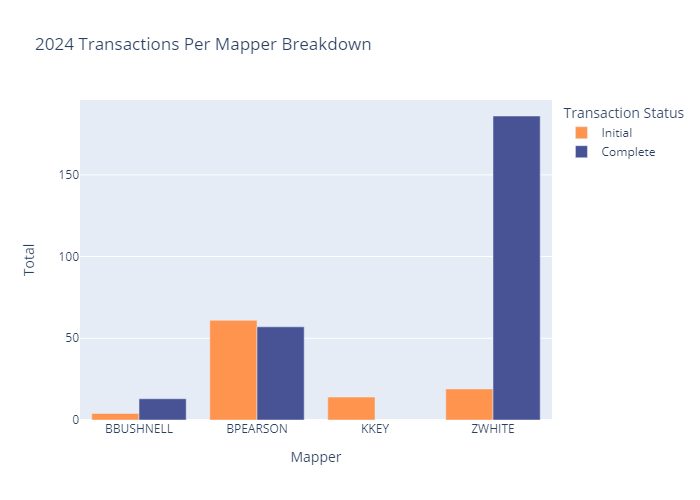 2024 Transactions Per Mapper Breakdown
Transaction Status
Initial
Complete
150
100
50
0
Total
BBUSHNELL BPEARSON KKEY ZWHITE
Mapper